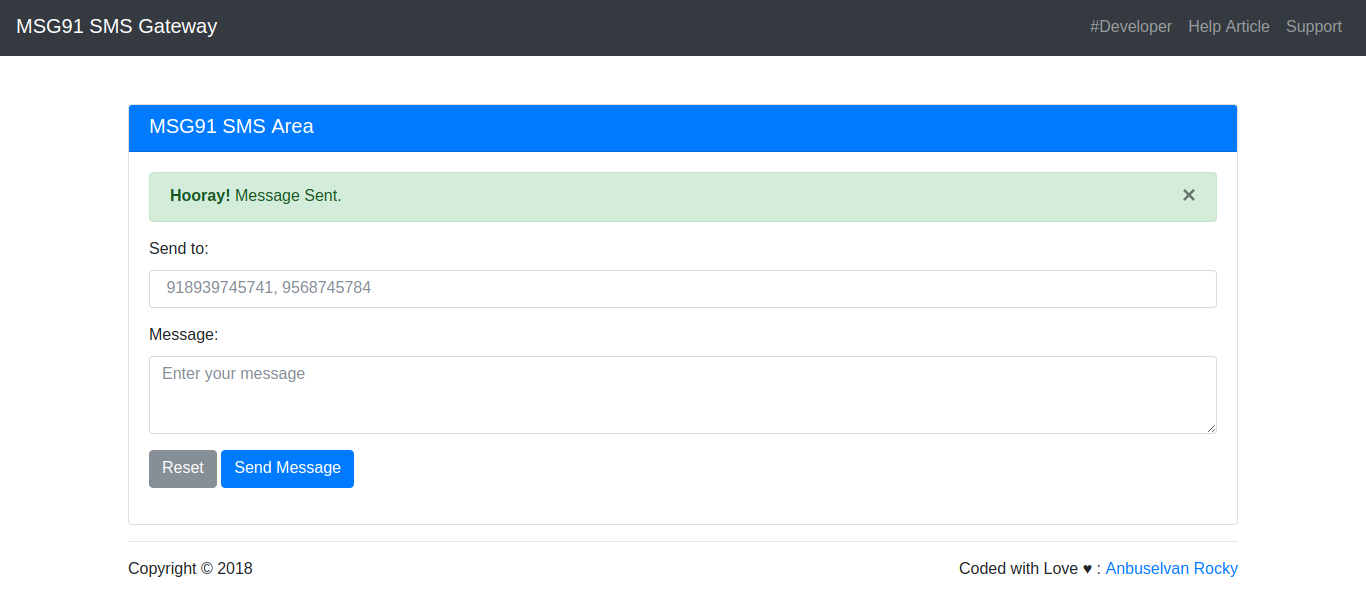 MSG91 SMS Gateway #Developer Help Article Support
MSG91 SMS Area
Hooray! Message Sent. ×
Send to:
918939745741, 9568745784
Message:
Enter your message
Reset Send Message
Copyright © 2018 Coded with Love ♥ : Anbuselvan Rocky